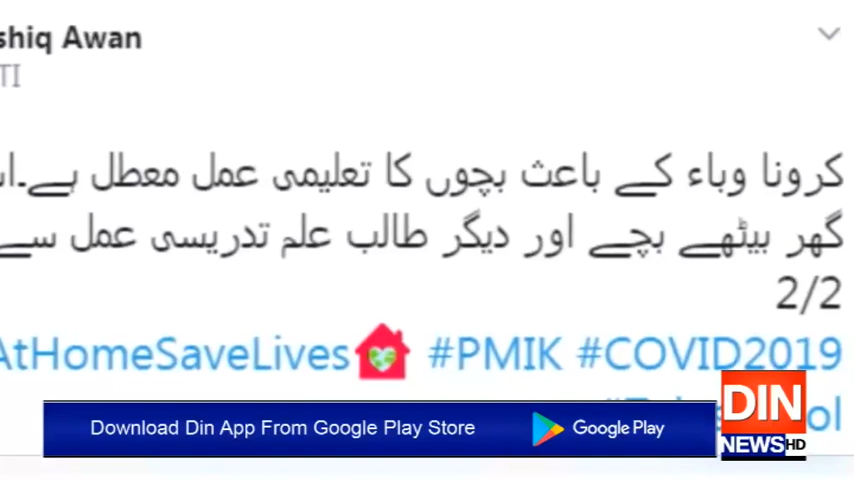 shiq Awan
TI
کرونا وباء کے باعث بچوں کا تعلیمی عمل معطل ہے۔
گھر بیٹھے بچے اور دیگر طالب علم تدریسی عمل سے
2/2
AtHomeSaveLives #PMIK #COVID2019
Download Din App From Google Play Store
Google Play
DIN
NEWS HD